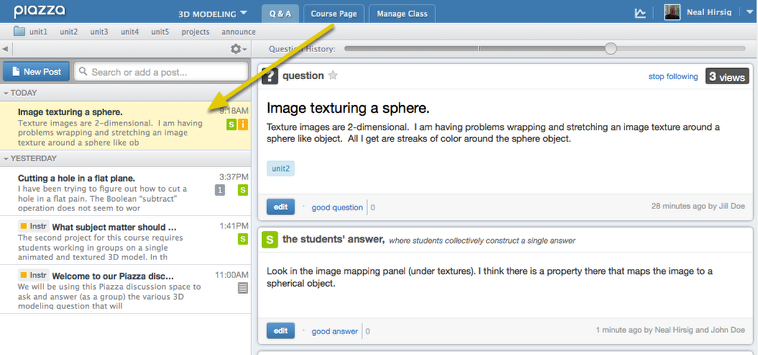 piazza
3D MODELING
Q & A
Course Page
Manage Class
Neal Hirsig
unit1 unit2 unit3 unit4 unit5 projects announce
Question History:
New Post
Search or add a post...
TODAY
Image texturing a sphere. 9:18AM
Texture images are 2-dimensional. I am having
problems wrapping and stretching an image
texture around a sphere like ob
S i
YESTERDAY
Cutting a hole in a flat plane. 3:37PM
I have been trying to figure out how to cut a
hole in a flat pain. The Boolean "subtract"
operation does not seem to wor
1 S
Instr What subject matter should ... 1:41PM
The second project for this course requires
students working in groups on a single
animated and textured 3D model. In th
S
Instr Welcome to our Piazza disc... 11:00AM
We will be using this Piazza discussion space to
ask and answer (as a group) the various 3D
modeling question that will
? question
stop following
3 views
Image texturing a sphere.
Texture images are 2-dimensional. I am having problems wrapping and stretching an image texture around a
sphere like object. All I get are streaks of color around the sphere object.
unit2
edit · good question 0
28 minutes ago by Jill Doe
S the students' answer, where students collectively construct a single answer
Look in the image mapping panel (under textures). I think there is a property there that maps the image to a
spherical object.
edit · good answer 0
1 minute ago by Neal Hirsig and John Doe